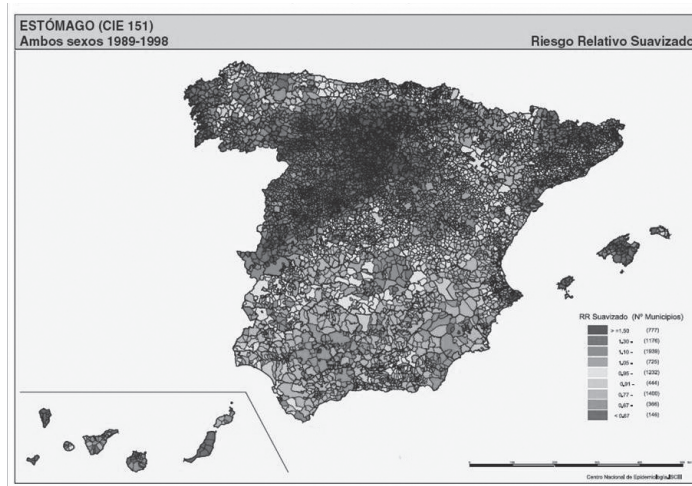 ESTÓMAGO (CIE 151)
Ambos sexos 1989-1998
Riesgo Relativo Suavizado
RR Suavizado (Nº Municipios)
>=1,50 (777)
1,30 - (1176)
1,10 - (1939)
1,05 - (725)
0,95 - (1232)
0,91 - (444)
0,77 - (1400)
0,67 - (366)
<0,67 (146)
Centro Nacional de Epidemiología, ISCIII